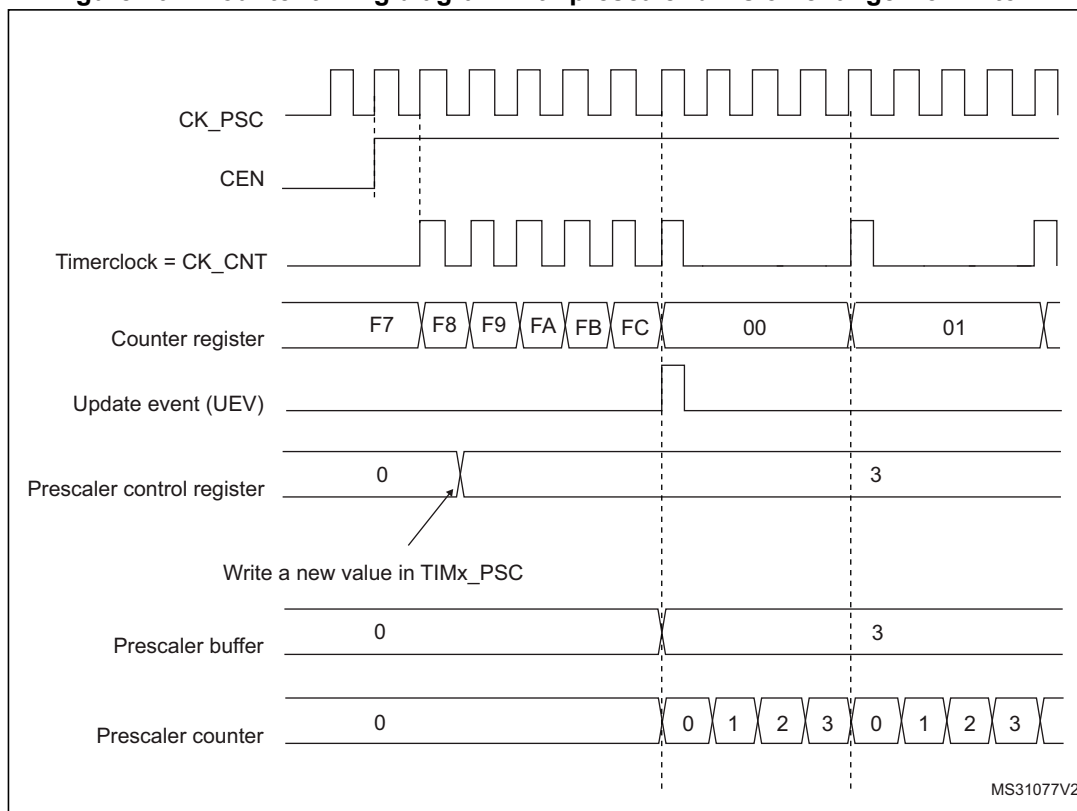 CK_PSC
CEN
Timerclock = CK_CNT
Counter register F7 F8 F9 FA FB FC 00 01
Update event (UEV)
Prescaler control register 0 3
Write a new value in TIMx_PSC
Prescaler buffer 0 3
Prescaler counter 0 0 1 2 3 0 1 2 3
MS31077V2